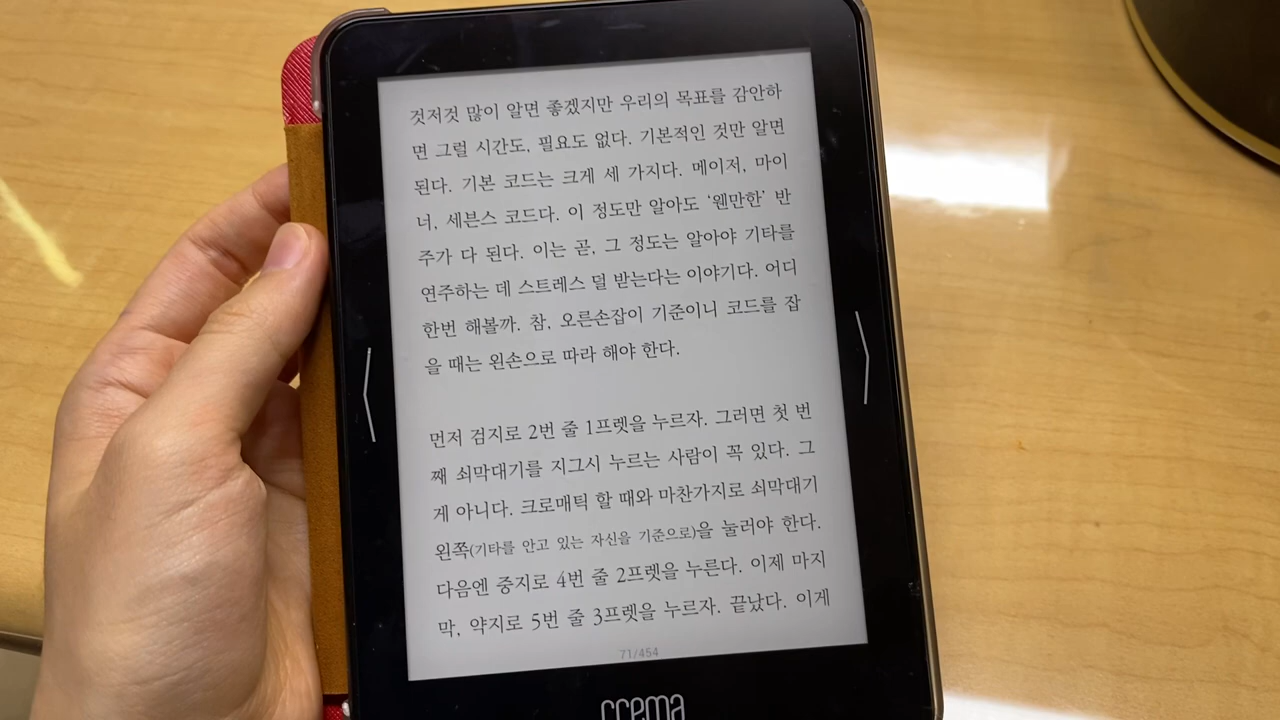 것저것 많이 알면 좋겠지만 우리의 목표를 감안하
면 그럴 시간도, 필요도 없다. 기본적인 것만 알면
된다. 기본 코드는 크게 세 가지다. 메이저, 마이
너, 세븐스 코드다. 이 정도만 알아도 ‘웬만한’ 반
주가 다 된다. 이는 곧, 그 정도는 알아야 기타를
연주하는 데 스트레스 덜 받는다는 이야기다. 어디
한번 해볼까. 참, 오른손잡이 기준이니 코드를 잡
을 때는 왼손으로 따라 해야 한다.
먼저 검지로 2번 줄 1프렛을 누르자. 그러면 첫 번
째 쇠막대기를 지그시 누르는 사람이 꼭 있다. 그
게 아니다. 크로매틱 할 때와 마찬가지로 쇠막대기
왼쪽(기타를 안고 있는 자신을 기준으로)을 눌러야 한다.
다음엔 중지로 4번 줄 2프렛을 누른다. 이제 마지
막, 약지로 5번 줄 3프렛을 누르자. 끝났다. 이게
71/454
crema